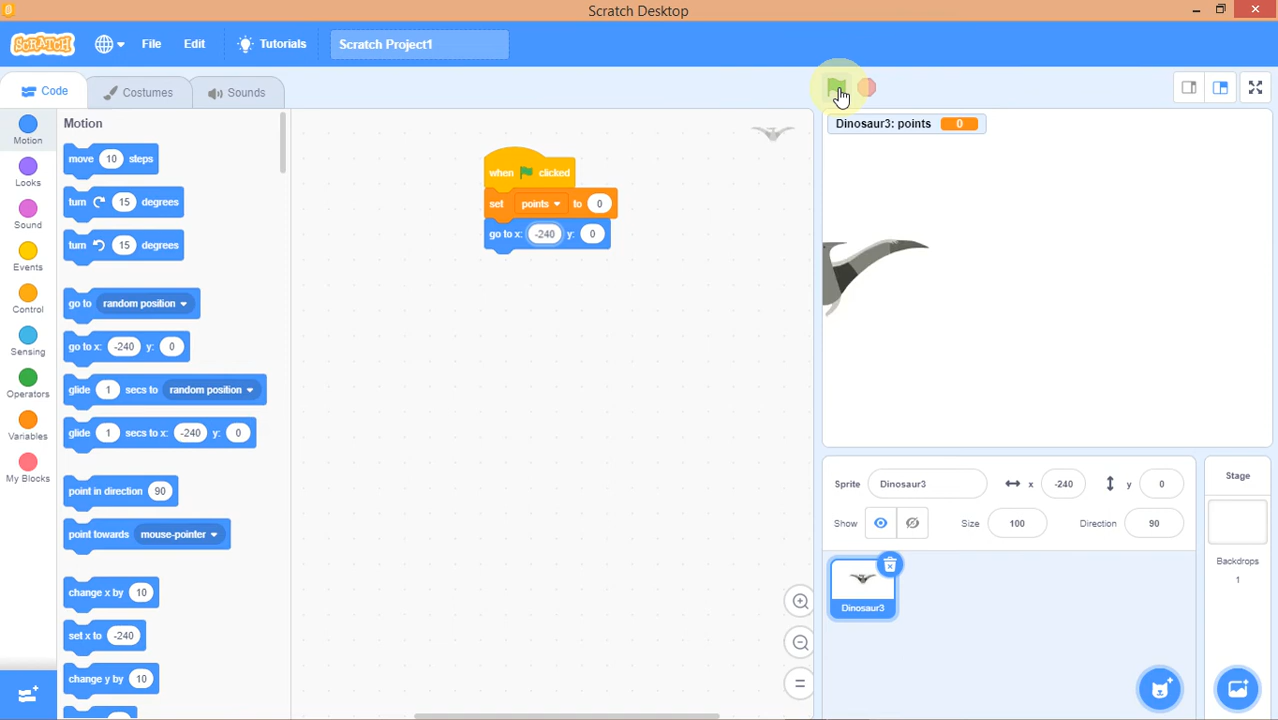 Scratch Desktop
SCRATCH
File
Edit
Tutorials
Scratch Project1
Code
Costumes
Sounds
Motion
Motion
Looks
Sound
Events
Control
Sensing
Operators
Variables
My Blocks
move 10 steps
turn 15 degrees
turn 15 degrees
go to random position
go to x: -240 y: 0
glide 1 secs to random position
glide 1 secs to x: -240 y: 0
point in direction 90
point towards mouse-pointer
change x by 10
set x to -240
change y by 10
when clicked
set points to 0
go to x: -240 y: 0
Dinosaur3: points 0
Sprite Dinosaur3 x -240 y 0
Show Size 100 Direction 90
Dinosaur3
Stage
Backdrops
1